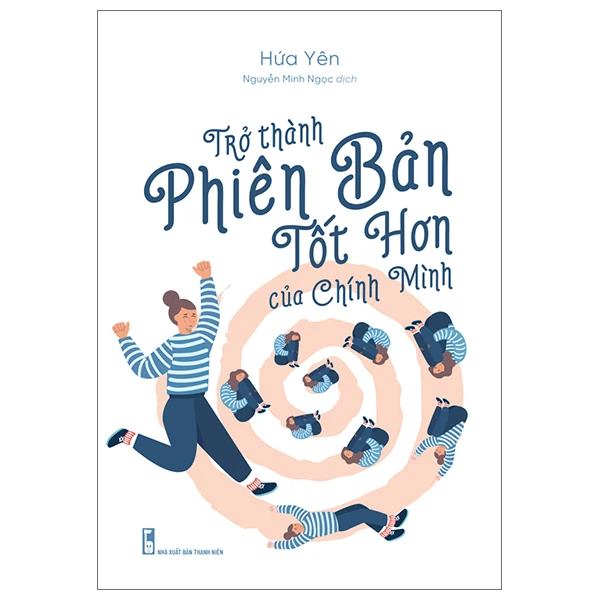 Hứa Yên
Nguyễn Minh Ngọc dịch
Trở thành
Phiên Bản
Tốt Hơn
của Chính Mình
NHÀ XUẤT BẢN THANH NIÊN